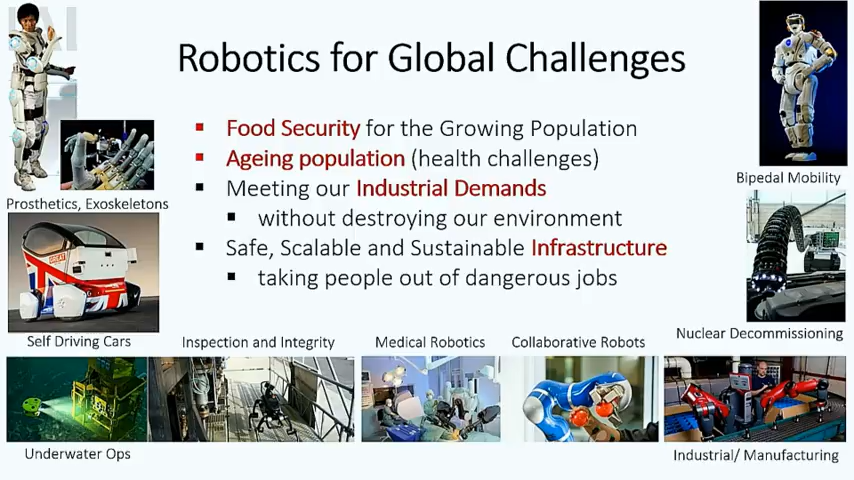 Robotics for Global Challenges
Food Security for the Growing Population
Ageing population (health challenges)
Meeting our Industrial Demands
without destroying our environment
Safe, Scalable and Sustainable Infrastructure
taking people out of dangerous jobs
Prosthetics, Exoskeletons
Bipedal Mobility
Self Driving Cars
Inspection and Integrity
Medical Robotics
Collaborative Robots
Nuclear Decommissioning
Underwater Ops
Industrial/ Manufacturing